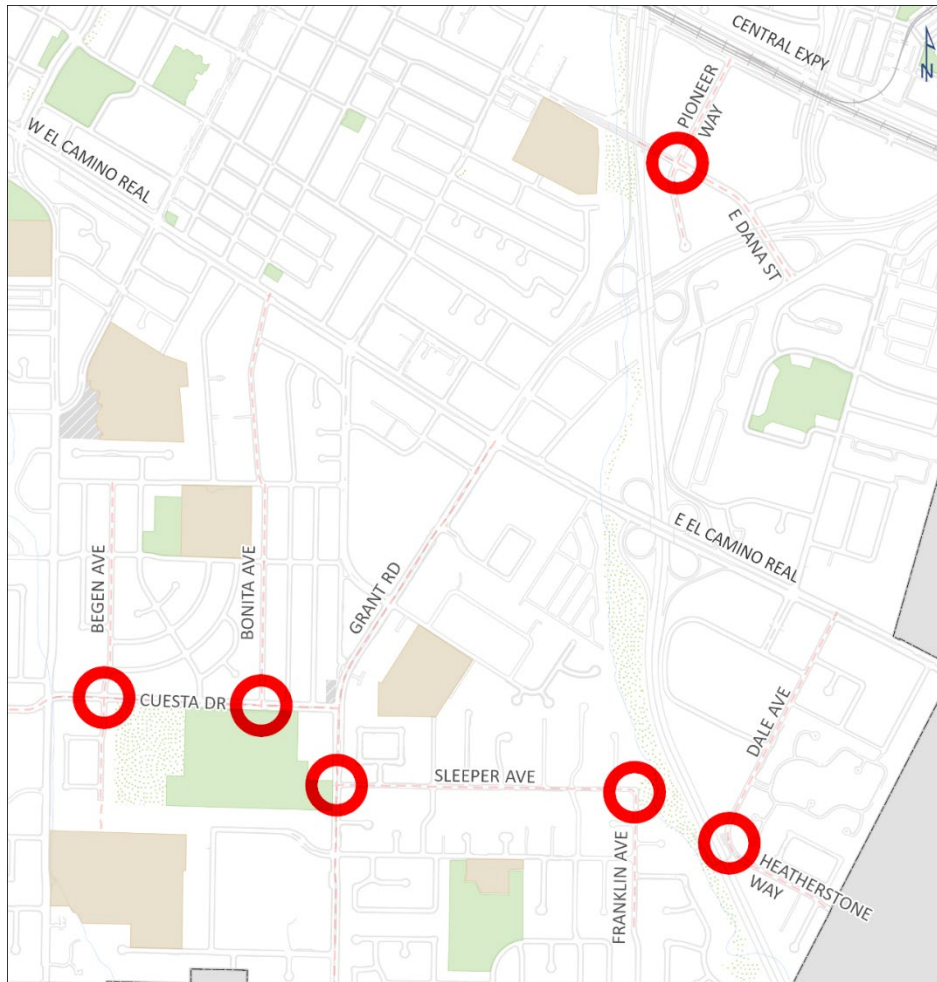 CENTRAL EXPY
PIONEER
WAY
W EL CAMINO REAL
E DANA ST
E EL CAMINO REAL
BEGEN AVE
BONITA AVE
GRANT RD
CUESTA DR
DALE AVE
SLEEPER AVE
FRANKLIN AVE
HEATHERSTONE
WAY
N